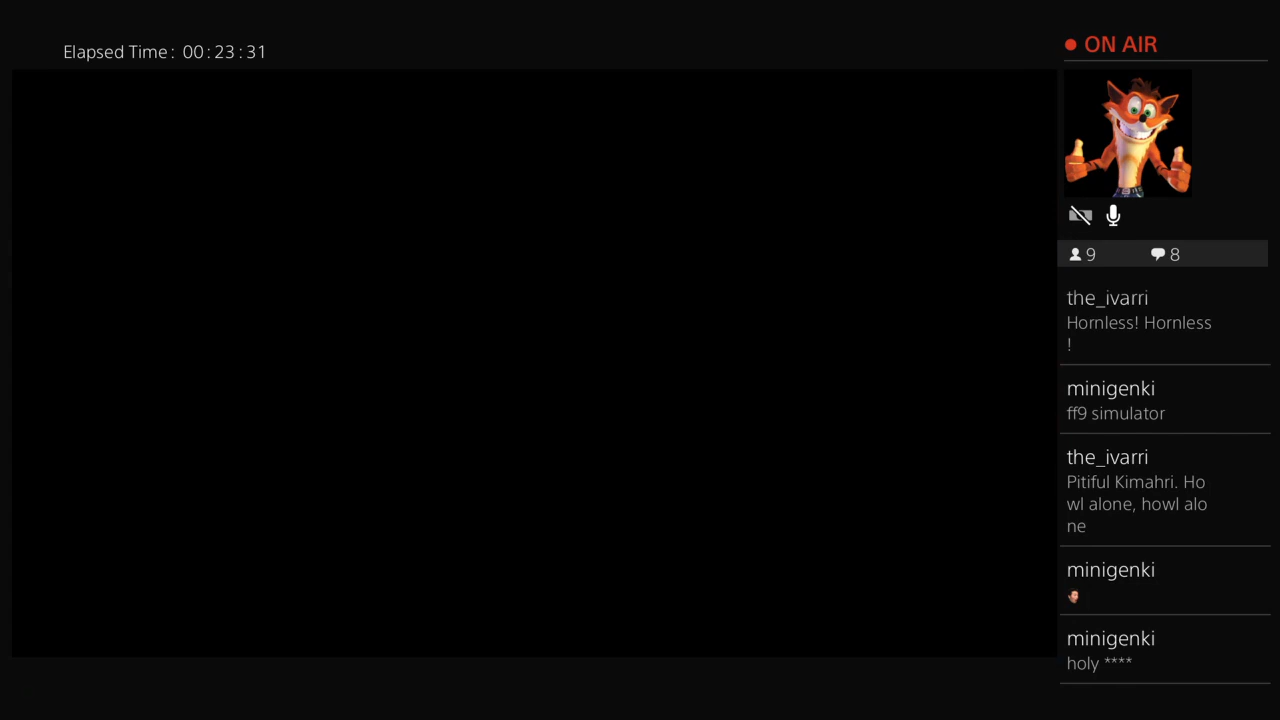 Elapsed Time: 00:23:31
ON AIR
9 8
the_ivarri
Hornless! Hornless
!
minigenki
ff9 simulator
the_ivarri
Pitiful Kimahri. Ho
wl alone, howl alo
ne
minigenki
minigenki
holy ****